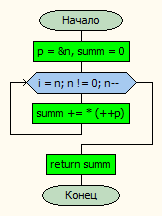 Начало
p = &n, summ = 0
i = n; n != 0; n--
summ += * (++p)
return summ
Конец